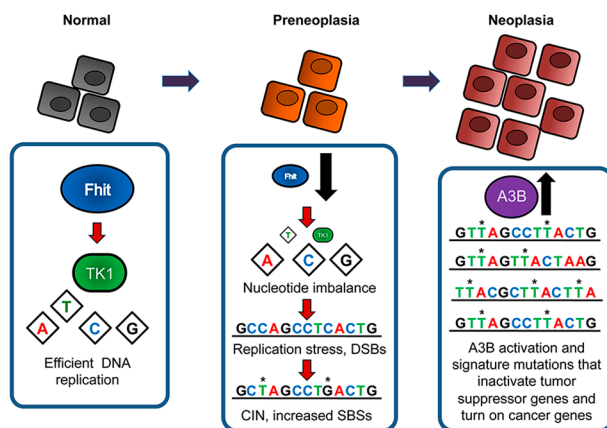 Normal
Preneoplasia
Neoplasia
Fhit
TK1
T
A
C
G
Efficient DNA
replication
Fhit
T
TK1
A
C
G
Nucleotide imbalance
GCCAGCCTCACTG
Replication stress, DSBs
* *
GCTAGCCTGACTG
CIN, increased SBSs
A3B
* *
GTTAGCCTTACTG
* *
GTTAGTTACTAAG
* * *
TTACGCTTACTTA
* *
GTTAGCCTTACTG
A3B activation and
signature mutations that
inactivate tumor
suppressor genes and
turn on cancer genes